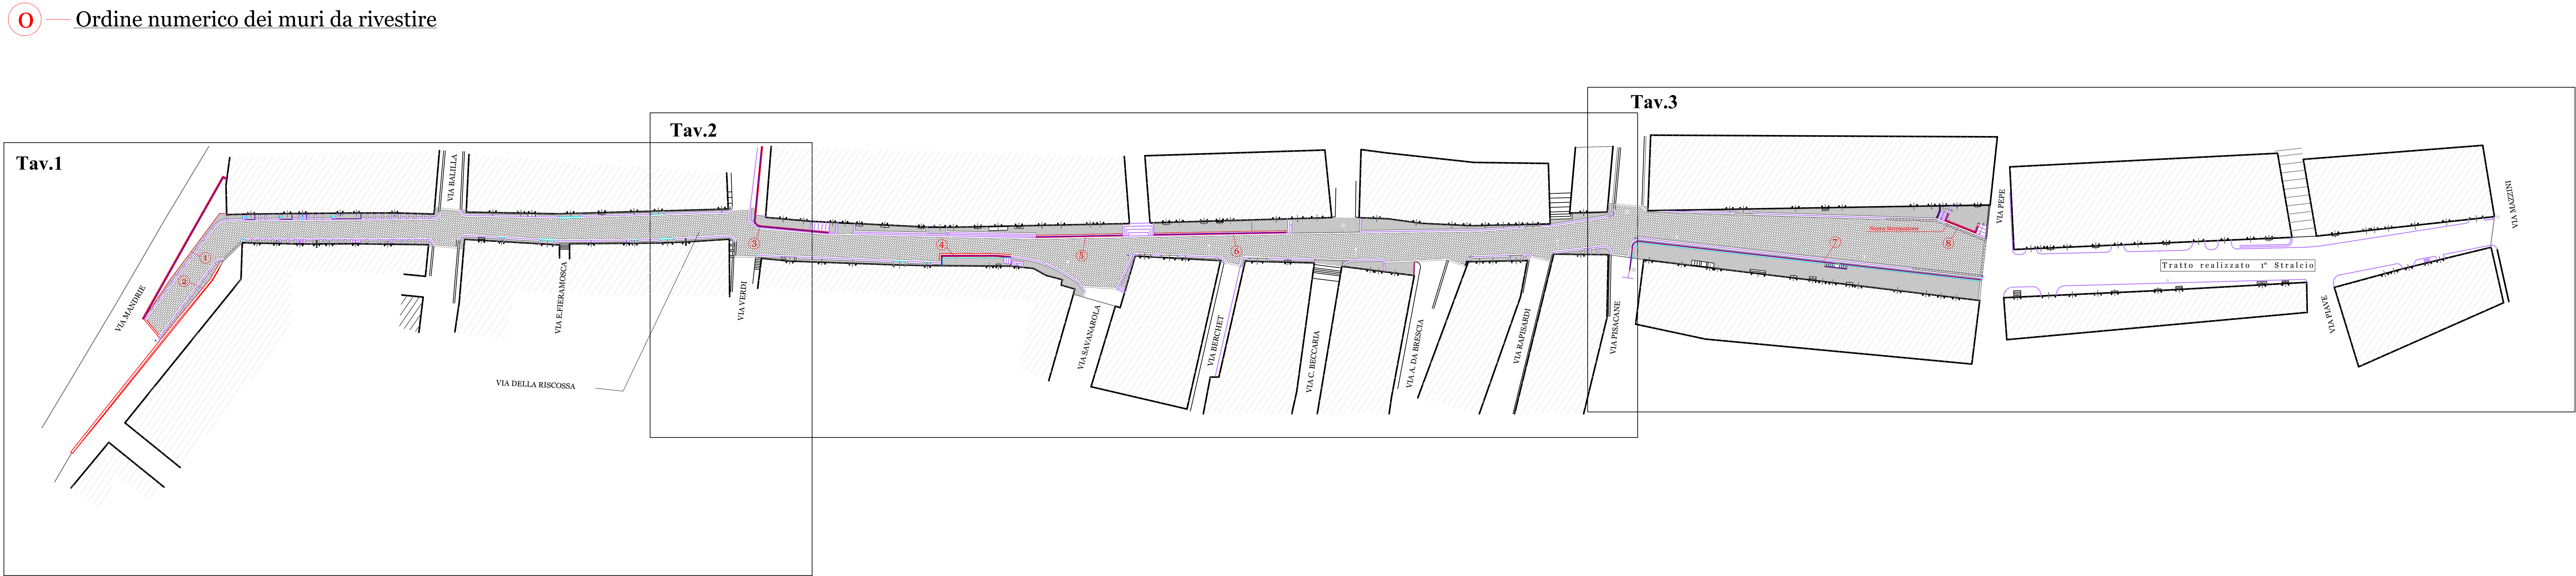 O Ordine numerico dei muri da rivestire
Tav.1
Tav.2
Tav.3
VIA MANDRIE
VIA BALILLA
VIA E.FIERAMOSCA
VIA DELLA RISCOSSA
VIA VERDI
VIA SAVANAROLA
VIA BERCHET
VIA C. BECCARIA
VIA A. DA BRESCIA
VIA RAPISARDI
VIA PISACANE
VIA PEPE
VIA PIAVE
VIA MAZZINI
Nuova Sistemazione
Tratto realizzato 1° Stralcio
1
2
3
4
5
6
7
8